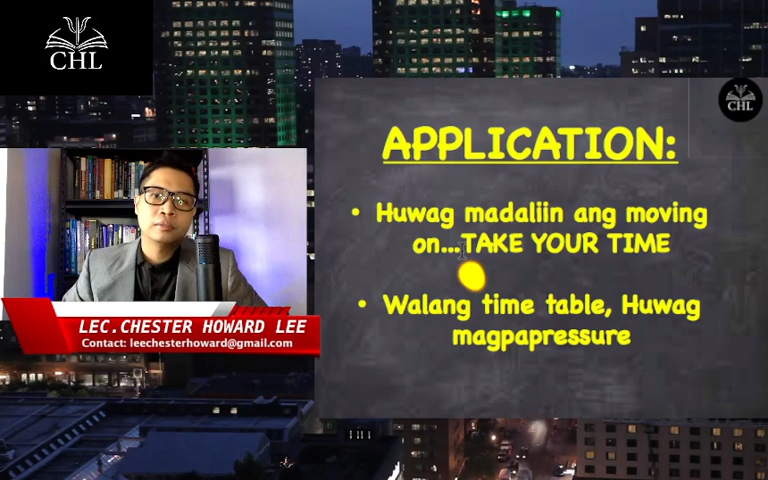 CHL
CHL
APPLICATION:
• Huwag madaliin ang moving
on...TAKE YOUR TIME
• Walang time table, Huwag
magpapressure
LEC.CHESTER HOWARD LEE
Contact: leechesterhoward@gmail.com